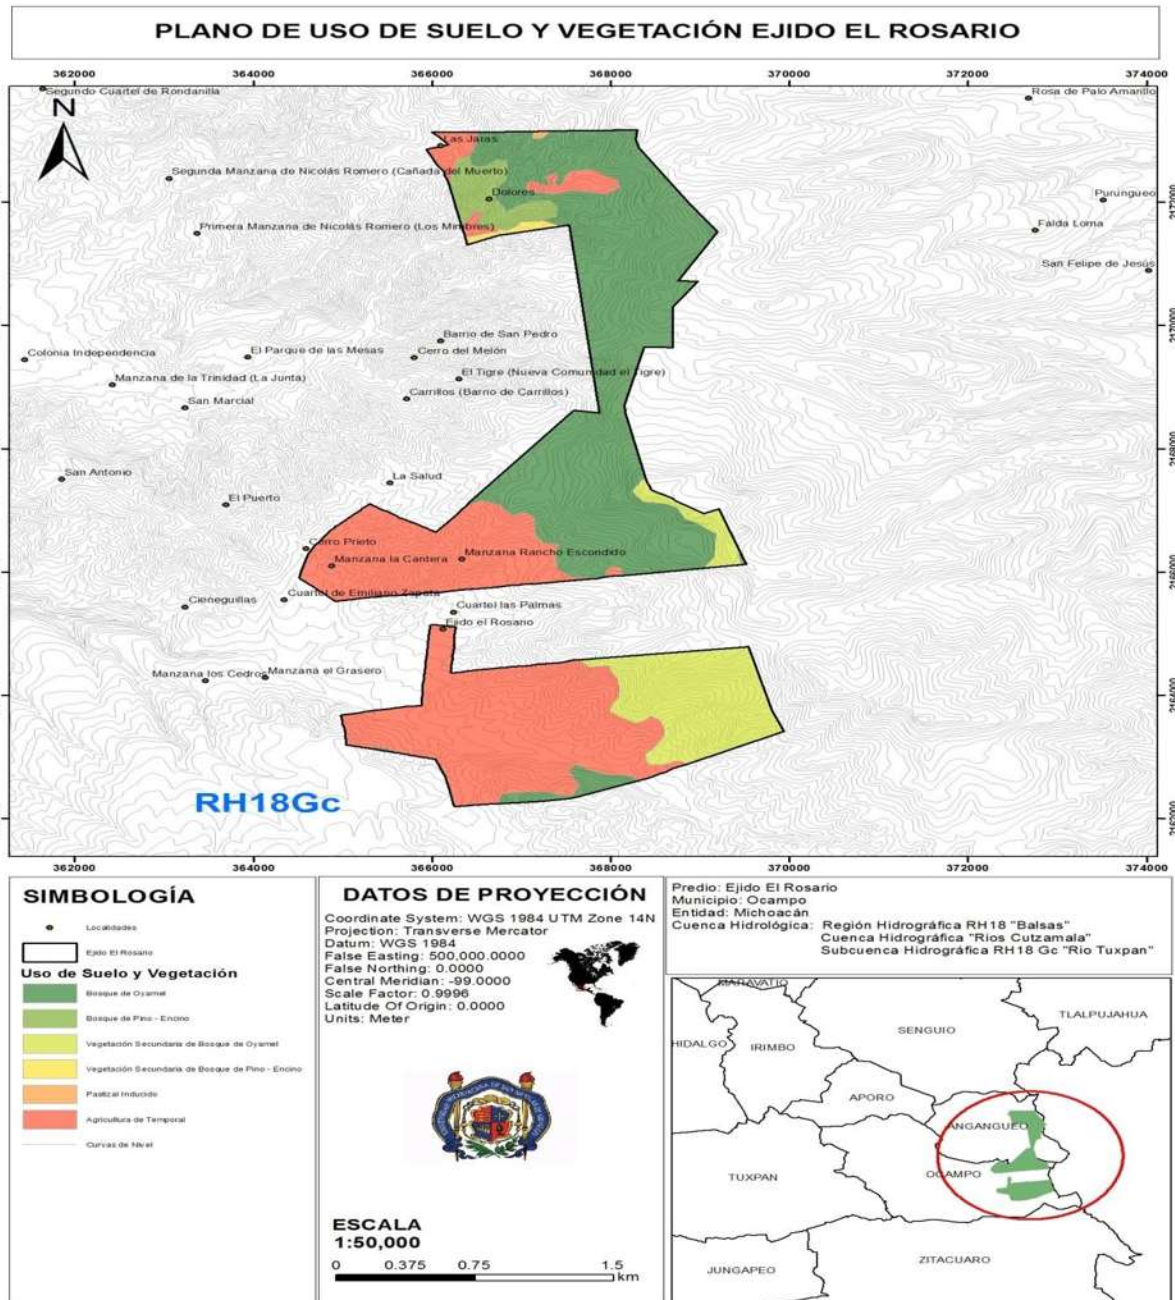 PLANO DE USO DE SUELO Y VEGETACIÓN EJIDO EL ROSARIO
362000 364000 366000 368000 370000 372000 374000
Segundo Cuartel de Rondanilla
Rosa de Palo Amarillo
N
Las Jaras
Segunda Manzana de Nicolás Romero (Cañada del Muerto)
Dolores
Purungueo
2172000
Primera Manzana de Nicolás Romero (Los Mimbres)
Falda Loma
San Felipe de Jesús
2170000
Barrio de San Pedro
Colonia Independencia
El Parque de las Mesas
Cerro del Melón
El Tigre (Nueva Comunidad el Tigre)
Manzana de la Trinidad (La Junta)
Carrillos (Barrio de Carrillos)
San Marcial
2168000
San Antonio
La Salud
El Puerto
Cerro Prieto
Manzana Rancho Escondido
Manzana la Cantera
2166000
Cuartel de Emiliano Zapata
Cieneguillas
Cuartel las Palmas
Ejido el Rosario
Manzana los Cedros
Manzana el Grasero
2164000
RH18Gc
2162000
362000 364000 366000 368000 370000 372000 374000
SIMBOLOGÍA
Localidades
Ejido El Rosario
Uso de Suelo y Vegetación
Bosque de Oyamel
Bosque de Pino - Encino
Vegetación Secundaria de Bosque de Oyamel
Vegetación Secundaria de Bosque de Pino - Encino
Pastizal Inducido
Agricultura de Temporal
Curvas de Nivel
DATOS DE PROYECCIÓN
Coordinate System: WGS 1984 UTM Zone 14N
Projection: Transverse Mercator
Datum: WGS 1984
False Easting: 500,000.0000
False Northing: 0.0000
Central Meridian: -99.0000
Scale Factor: 0.9996
Latitude Of Origin: 0.0000
Units: Meter
ESCALA
1:50,000
0 0.375 0.75 1.5
km
Predio: Ejido El Rosario
Municipio: Ocampo
Entidad: Michoacán
Cuenca Hidrológica: Región Hidrográfica RH18 "Balsas"
Cuenca Hidrográfica "Rios Cutzamala"
Subcuenca Hidrográfica RH18 Gc "Rio Tuxpan"
MARAVATIO
TLALPUJAHUA
SENGUIO
HIDALGO
IRIMBO
APORO
ANGANGUEO
TUXPAN
OCAMPO
ZITACUARO
JUNGAPEO